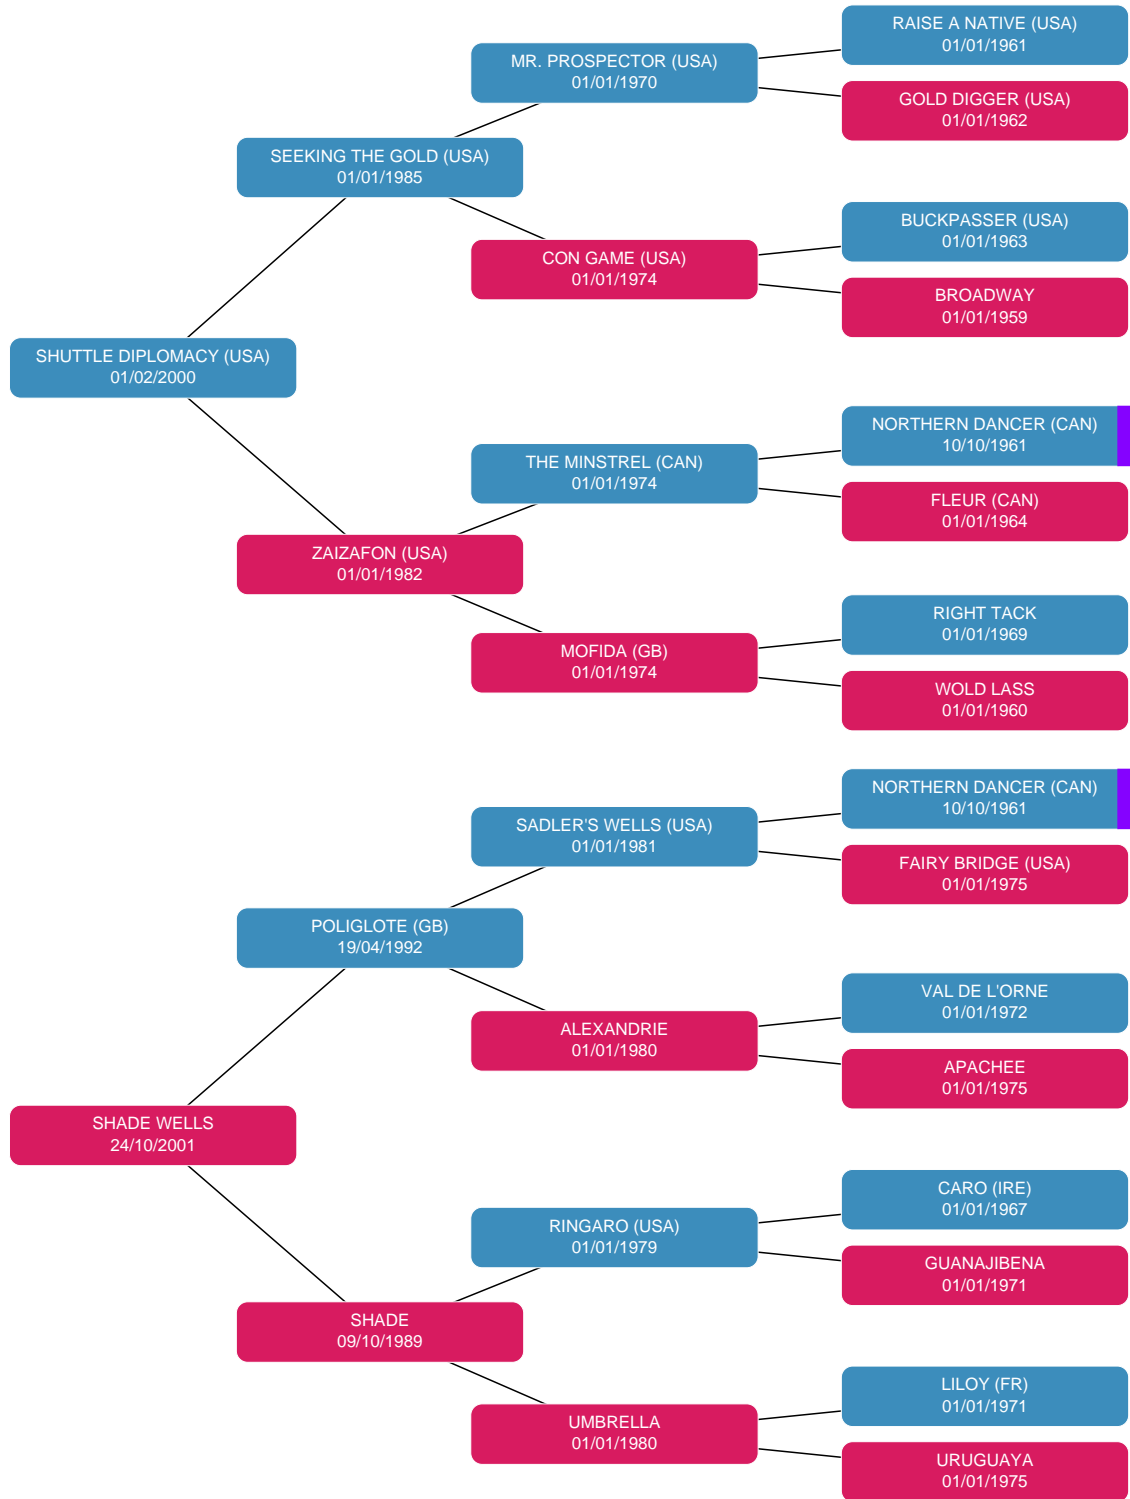 RAISE A NATIVE (USA)
01/01/1961
MR. PROSPECTOR (USA)
01/01/1970
GOLD DIGGER (USA)
01/01/1962
SEEKING THE GOLD (USA)
01/01/1985
BUCKPASSER (USA)
01/01/1963
CON GAME (USA)
01/01/1974
BROADWAY
01/01/1959
SHUTTLE DIPLOMACY (USA)
01/02/2000
NORTHERN DANCER (CAN)
10/10/1961
THE MINSTREL (CAN)
01/01/1974
FLEUR (CAN)
01/01/1964
ZAIZAFON (USA)
01/01/1982
RIGHT TACK
01/01/1969
MOFIDA (GB)
01/01/1974
WOLD LASS
01/01/1960
NORTHERN DANCER (CAN)
10/10/1961
SADLER'S WELLS (USA)
01/01/1981
FAIRY BRIDGE (USA)
01/01/1975
POLIGLOTE (GB)
19/04/1992
VAL DE L'ORNE
01/01/1972
ALEXANDRIE
01/01/1980
APACHEE
01/01/1975
SHADE WELLS
24/10/2001
CARO (IRE)
01/01/1967
RINGARO (USA)
01/01/1979
GUANAJIBENA
01/01/1971
SHADE
09/10/1989
LILOY (FR)
01/01/1971
UMBRELLA
01/01/1980
URUGUAYA
01/01/1975